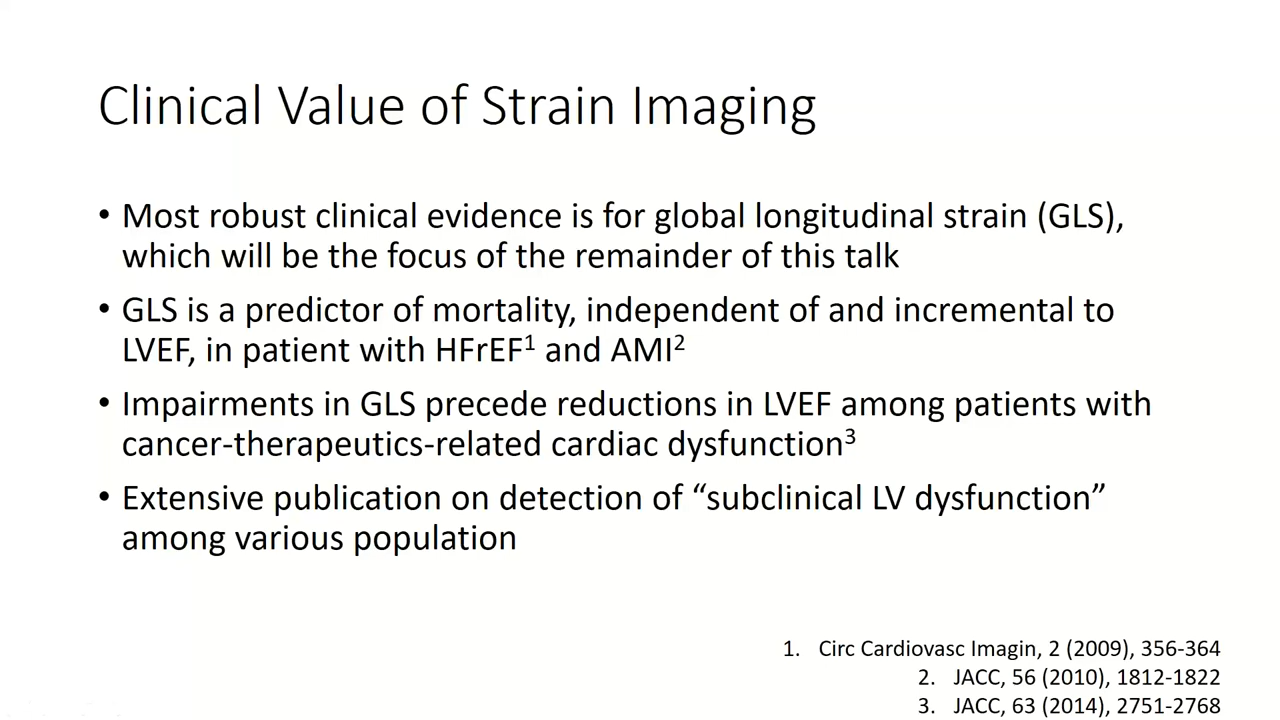 Clinical Value of Strain Imaging
• Most robust clinical evidence is for global longitudinal strain (GLS),
which will be the focus of the remainder of this talk
• GLS is a predictor of mortality, independent of and incremental to
LVEF, in patient with HFrEF¹ and AMI²
• Impairments in GLS precede reductions in LVEF among patients with
cancer-therapeutics-related cardiac dysfunction³
• Extensive publication on detection of “subclinical LV dysfunction”
among various population
1. Circ Cardiovasc Imagin, 2 (2009), 356-364
2. JACC, 56 (2010), 1812-1822
3. JACC, 63 (2014), 2751-2768